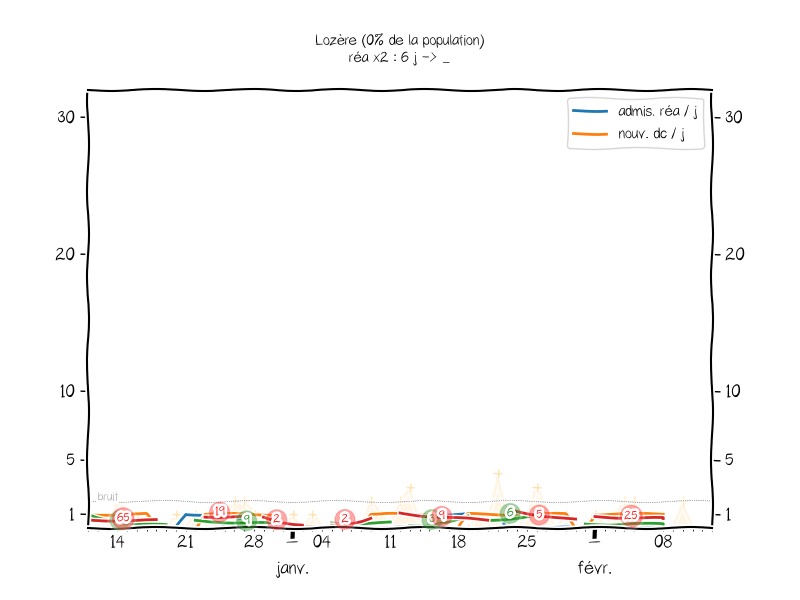 Lozère (0% de la population)
réa x2 : 6 j -> _
admis. réa / j
nouv. dc / j
30 30
20 20
10 10
5 5
bruit
1 1
65 19 9 2 2 3 9 6 5 25
14 21 28 04 11 18 25 08
janv. févr.